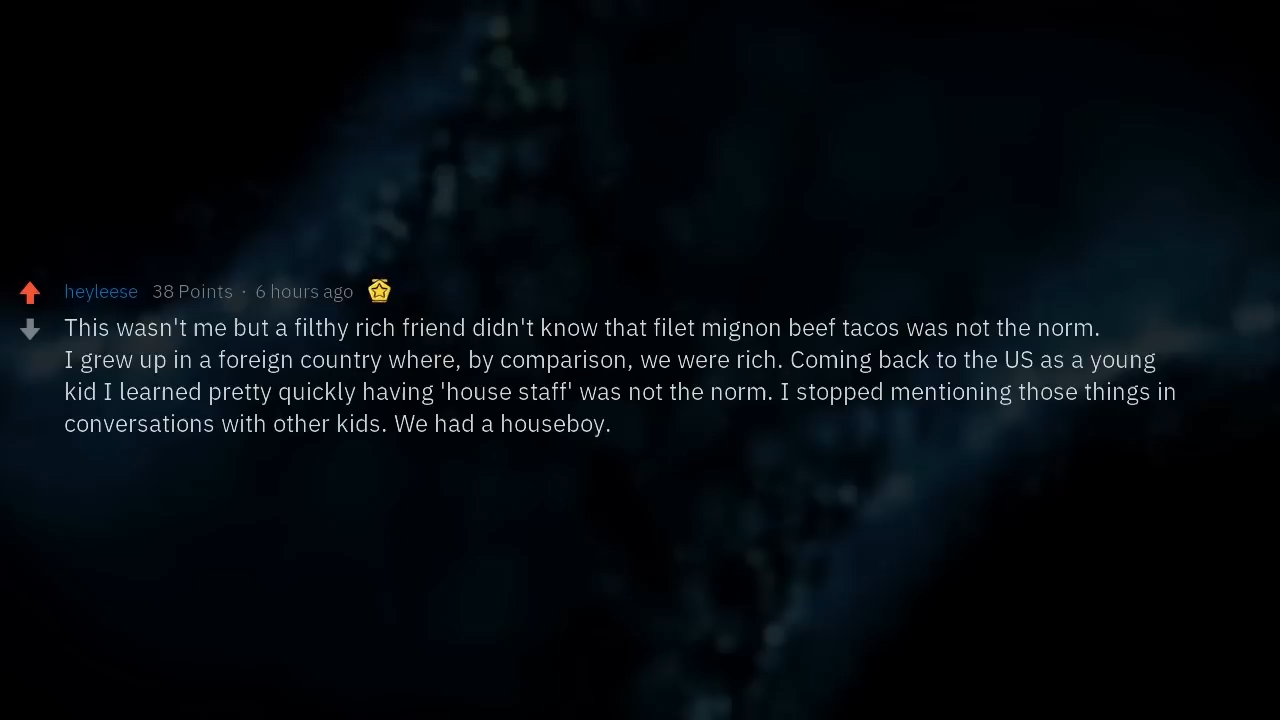 heyleese 38 Points · 6 hours ago
This wasn't me but a filthy rich friend didn't know that filet mignon beef tacos was not the norm.
I grew up in a foreign country where, by comparison, we were rich. Coming back to the US as a young
kid I learned pretty quickly having 'house staff' was not the norm. I stopped mentioning those things in
conversations with other kids. We had a houseboy.